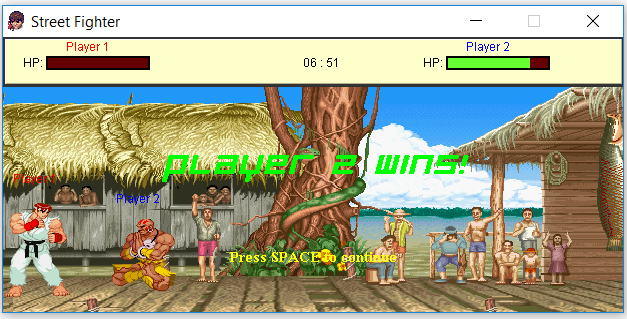 Street Fighter
Player 1
Player 2
HP:
06 : 51
HP:
PLAYER 2 WINS!
Player
Player 2
Press SPACE to continue